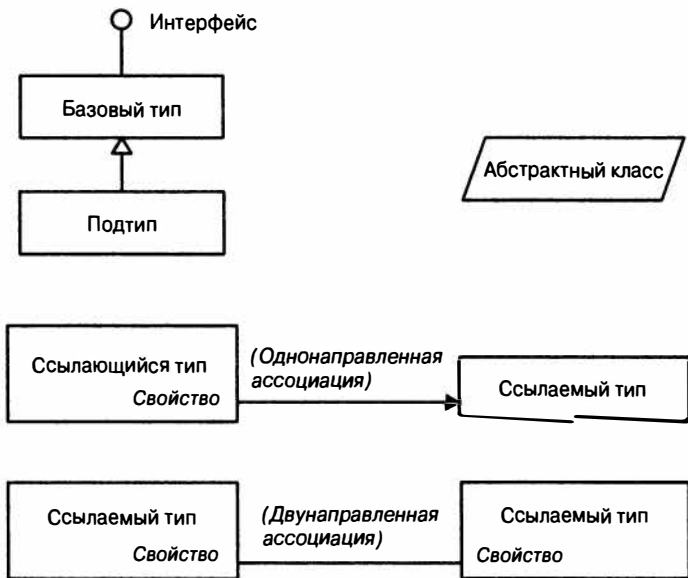 Интерфейс
Базовый тип
Абстрактный класс
Подтип
Ссылающийся тип
Свойство
(Однонаправленная
ассоциация)
Ссылаемый тип
Ссылаемый тип
Свойство
(Двунаправленная
ассоциация)
Ссылаемый тип
Свойство